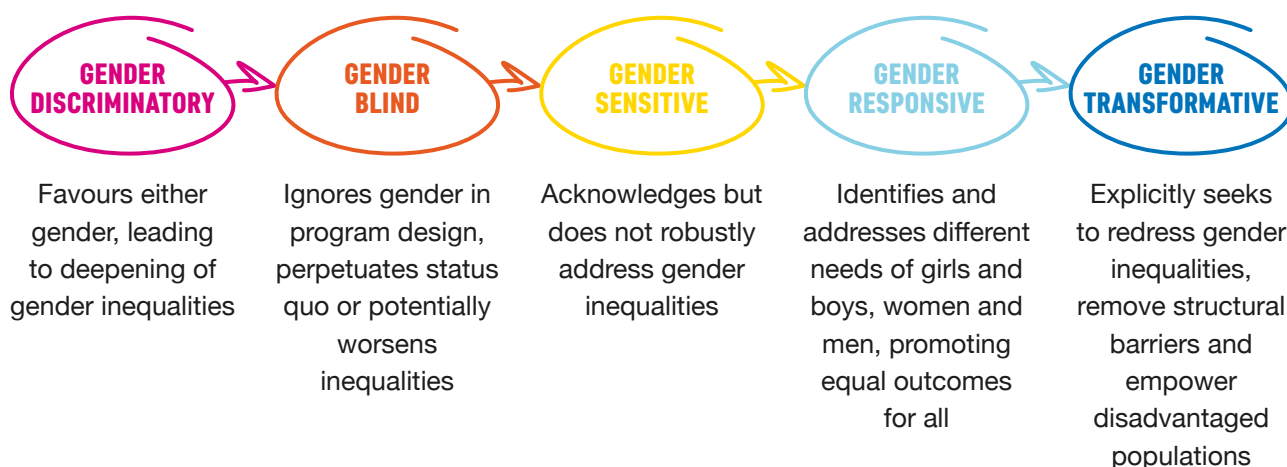 GENDER
DISCRIMINATORY
Favours either
gender, leading
to deepening of
gender inequalities
GENDER
BLIND
Ignores gender in
program design,
perpetuates status
quo or potentially
worsens
inequalities
GENDER
SENSITIVE
Acknowledges but
does not robustly
address gender
inequalities
GENDER
RESPONSIVE
Identifies and
addresses different
needs of girls and
boys, women and
men, promoting
equal outcomes
for all
GENDER
TRANSFORMATIVE
Explicitly seeks
to redress gender
inequalities,
remove structural
barriers and
empower
disadvantaged
populations